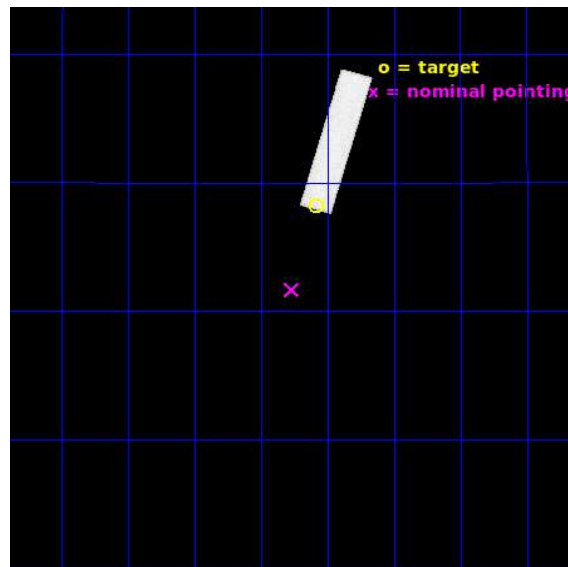 o = target
x = nominal pointing